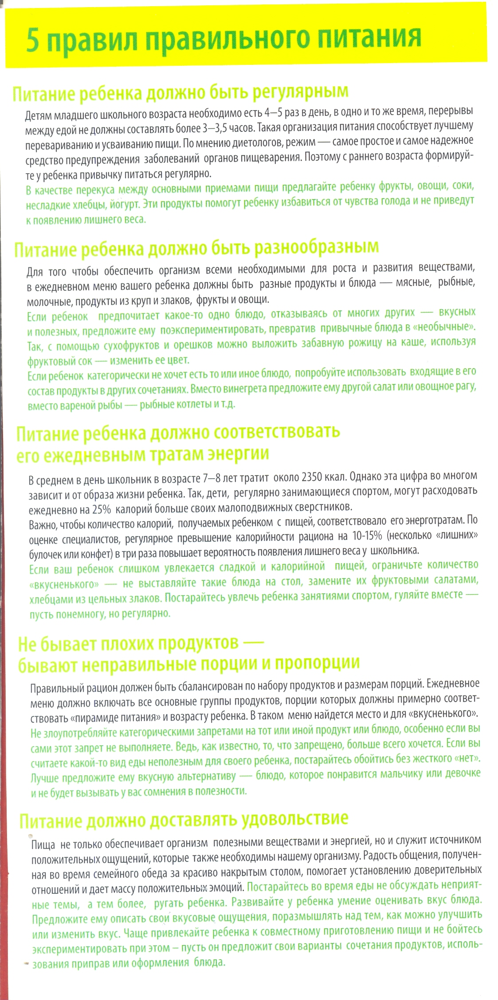 5 правил правильного питания
Питание ребенка должно быть регулярным
Детям младшего школьного возраста необходимо есть 4–5 раз в день, в одно и то же время, перерывы
между едой не должны составлять более 3–3,5 часов. Такая организация питания способствует лучшему
перевариванию и усваиванию пищи. По мнению диетологов, режим — самое простое и самое надежное
средство предупреждения заболеваний органов пищеварения. Поэтому с раннего возраста формируй-
те у ребенка привычку питаться регулярно.
В качестве перекуса между основными приемами пищи предлагайте ребенку фрукты, овощи, соки,
несладкие хлебцы, йогурт. Эти продукты помогут ребенку избавиться от чувства голода и не приведут
к появлению лишнего веса.
Питание ребенка должно быть разнообразным
Для того чтобы обеспечить организм всеми необходимыми для роста и развития веществами,
в ежедневном меню вашего ребенка должны быть разные продукты и блюда — мясные, рыбные,
молочные, продукты из круп и злаков, фрукты и овощи.
Если ребенок предпочитает какое-то одно блюдо, отказываясь от многих других — вкусных
и полезных, предложите ему поэкспериментировать, превратив привычные блюда в «необычные».
Так, с помощью сухофруктов и орешков можно выложить забавную рожицу на каше, используя
фруктовый сок — изменить ее цвет.
Если ребенок категорически не хочет есть то или иное блюдо, попробуйте использовать входящие в его
состав продукты в других сочетаниях. Вместо винегрета предложите ему другой салат или овощное рагу,
вместо вареной рыбы — рыбные котлеты и т.д.
Питание ребенка должно соответствовать
его ежедневным тратам энергии
В среднем в день школьник в возрасте 7–8 лет тратит около 2350 ккал. Однако эта цифра во многом
зависит и от образа жизни ребенка. Так, дети, регулярно занимающиеся спортом, могут расходовать
ежедневно на 25% калорий больше своих малоподвижных сверстников.
Важно, чтобы количество калорий, получаемых ребенком с пищей, соответствовало его энерготратам. По
оценке специалистов, регулярное превышение калорийности рациона на 10-15% (несколько «лишних»
булочек или конфет) в три раза повышает вероятность появления лишнего веса у школьника.
Если ваш ребенок слишком увлекается сладкой и калорийной пищей, ограничьте количество
«вкусненького» — не выставляйте такие блюда на стол, замените их фруктовыми салатами,
хлебцами из цельных злаков. Постарайтесь увлечь ребенка занятиями спортом, гуляйте вместе —
пусть понемногу, но регулярно.
Не бывает плохих продуктов —
бывают неправильные порции и пропорции
Правильный рацион должен быть сбалансирован по набору продуктов и размерам порций. Ежедневное
меню должно включать все основные группы продуктов, порции которых должны примерно соответ-
ствовать «пирамиде питания» и возрасту ребенка. В таком меню найдется место и для «вкусненького».
Не злоупотребляйте категорическими запретами на тот или иной продукт или блюдо, особенно если вы
сами этот запрет не выполняете. Ведь, как известно, то, что запрещено, больше всего хочется. Если вы
считаете какой-то вид еды неполезным для своего ребенка, постарайтесь обойтись без жесткого «нет».
Лучше предложите ему вкусную альтернативу — блюдо, которое понравится мальчику или девочке
и не будет вызывать у вас сомнения в полезности.
Питание должно доставлять удовольствие
Пища не только обеспечивает организм полезными веществами и энергией, но и служит источником
положительных ощущений, которые также необходимы нашему организму. Радость общения, получен-
ная во время семейного обеда за красиво накрытым столом, помогает установлению доверительных
отношений и дает массу положительных эмоций. Постарайтесь во время еды не обсуждать неприят-
ные темы, а тем более, ругать ребенка. Развивайте у ребенка умение оценивать вкус блюда.
Предложите ему описать свои вкусовые ощущения, поразмышлять над тем, как можно улучшить
или изменить вкус. Чаще привлекайте ребенка к совместному приготовлению пищи и не бойтесь
экспериментировать при этом – пусть он предложит свои варианты сочетания продуктов, исполь-
зования приправ или оформления блюда.